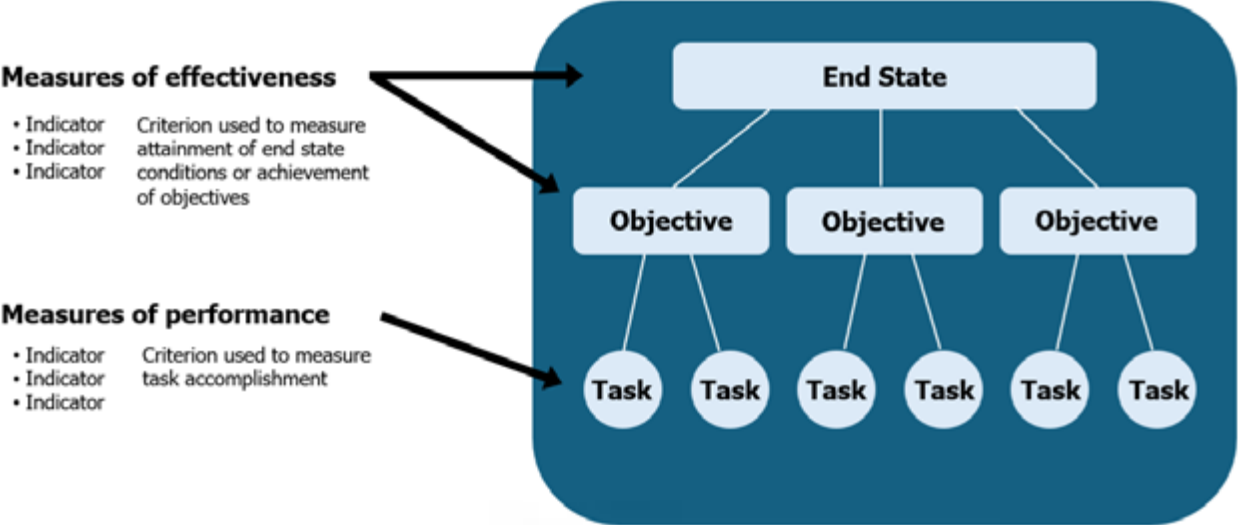 Measures of effectiveness
• Indicator
• Indicator
• Indicator
Criterion used to measure
attainment of end state
conditions or achievement
of objectives
Measures of performance
• Indicator
• Indicator
• Indicator
Criterion used to measure
task accomplishment
End State
Objective Objective Objective
Task Task Task Task Task Task